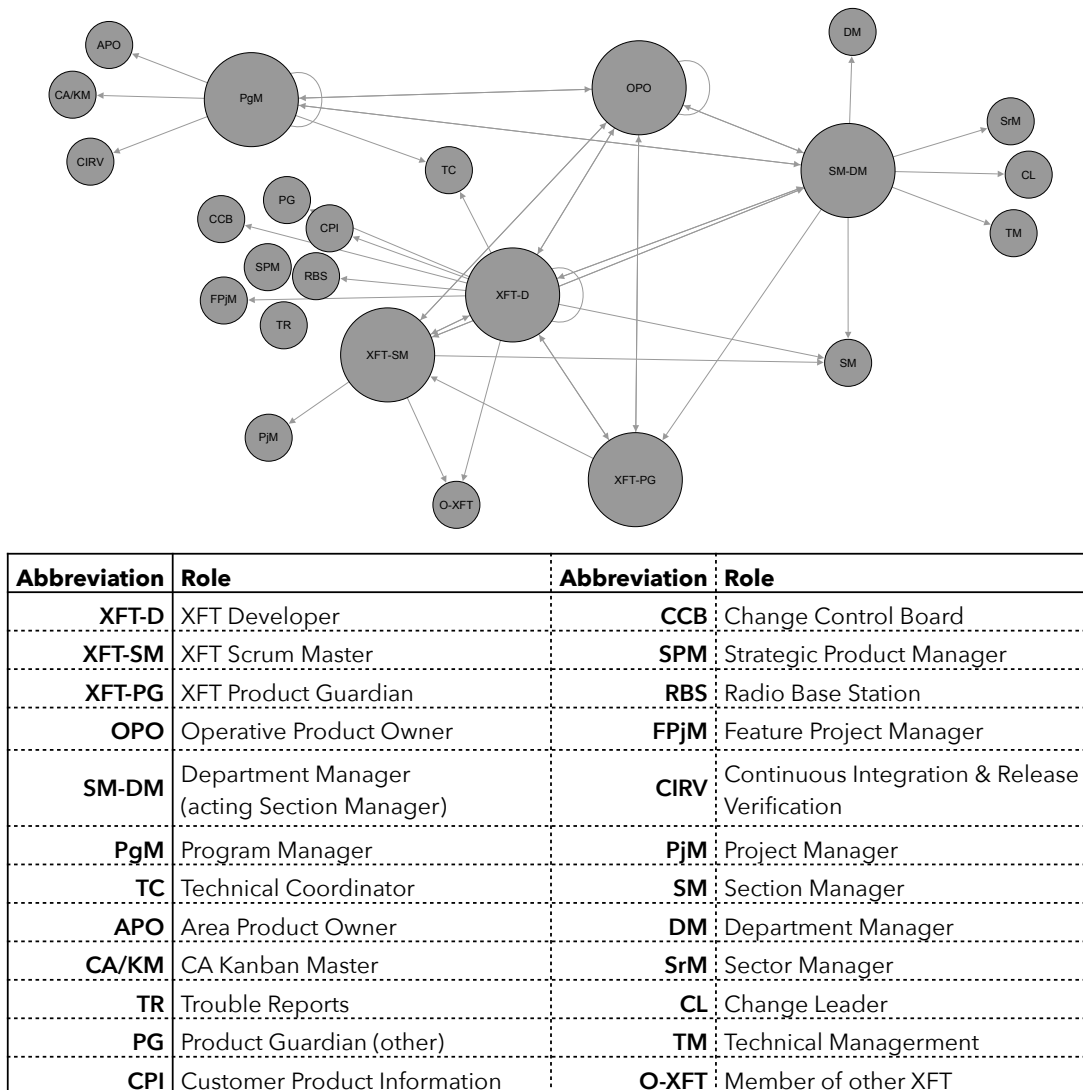 APO
DM
PgM
OPO
CA/KM
SrM
CIRV
TC
SM-DM
CL
PG
CCB
CPI
TM
SPM
RBS
XFT-D
FPjM
TR
XFT-SM
SM
PjM
XFT-PG
O-XFT
Abbreviation Role Abbreviation Role
XFT-D XFT Developer CCB Change Control Board
XFT-SM XFT Scrum Master SPM Strategic Product Manager
XFT-PG XFT Product Guardian RBS Radio Base Station
OPO Operative Product Owner FPjM Feature Project Manager
SM-DM Department Manager
(acting Section Manager) CIRV Continuous Integration & Release
Verification
PgM Program Manager PjM Project Manager
TC Technical Coordinator SM Section Manager
APO Area Product Owner DM Department Manager
CA/KM CA Kanban Master SrM Sector Manager
TR Trouble Reports CL Change Leader
PG Product Guardian (other) TM Technical Managerment
CPI Customer Product Information O-XFT Member of other XFT